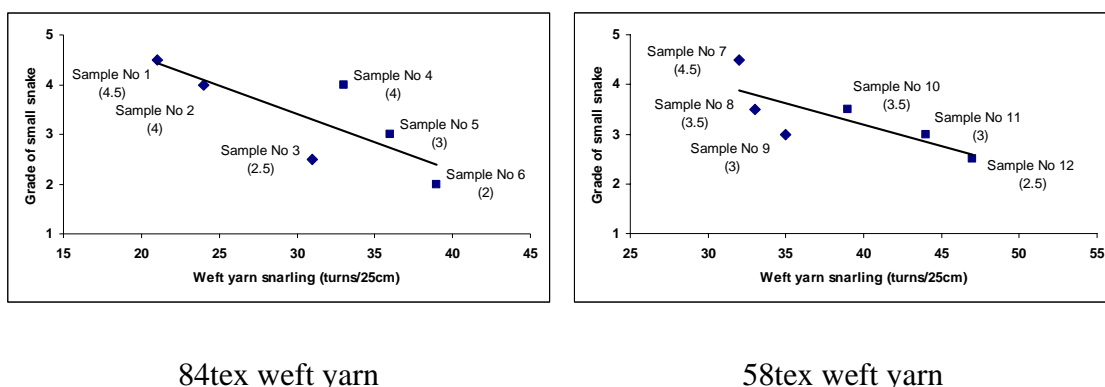 Grade of small snake
5
4
3
2
1
Sample No 1
(4.5)
Sample No 2
(4)
Sample No 3
(2.5)
Sample No 4
(4)
Sample No 5
(3)
Sample No 6
(2)
15 20 25 30 35 40 45
Weft yarn snarling (turns/25cm)
84tex weft yarn
Grade of small snake
5
4
3
2
1
Sample No 7
(4.5)
Sample No 8
(3.5)
Sample No 9
(3)
Sample No 10
(3.5)
Sample No 11
(3)
Sample No 12
(2.5)
25 30 35 40 45 50 55
Weft yarn snarling (turns/25cm)
58tex weft yarn